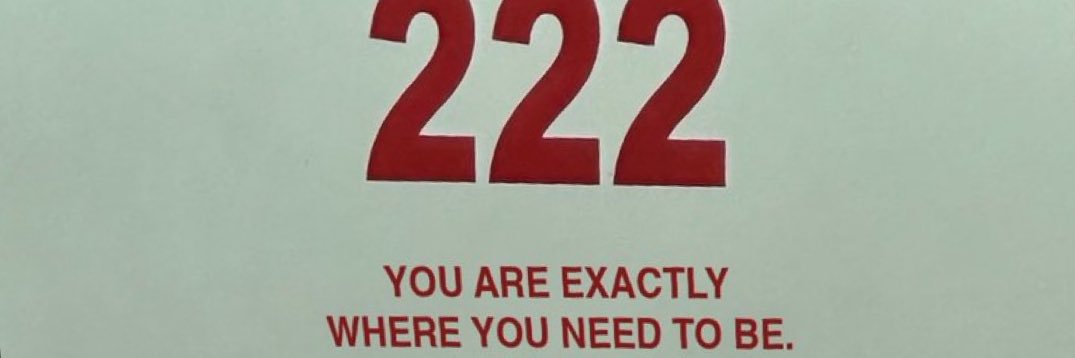 222
YOU ARE EXACTLY
WHERE YOU NEED TO BE.